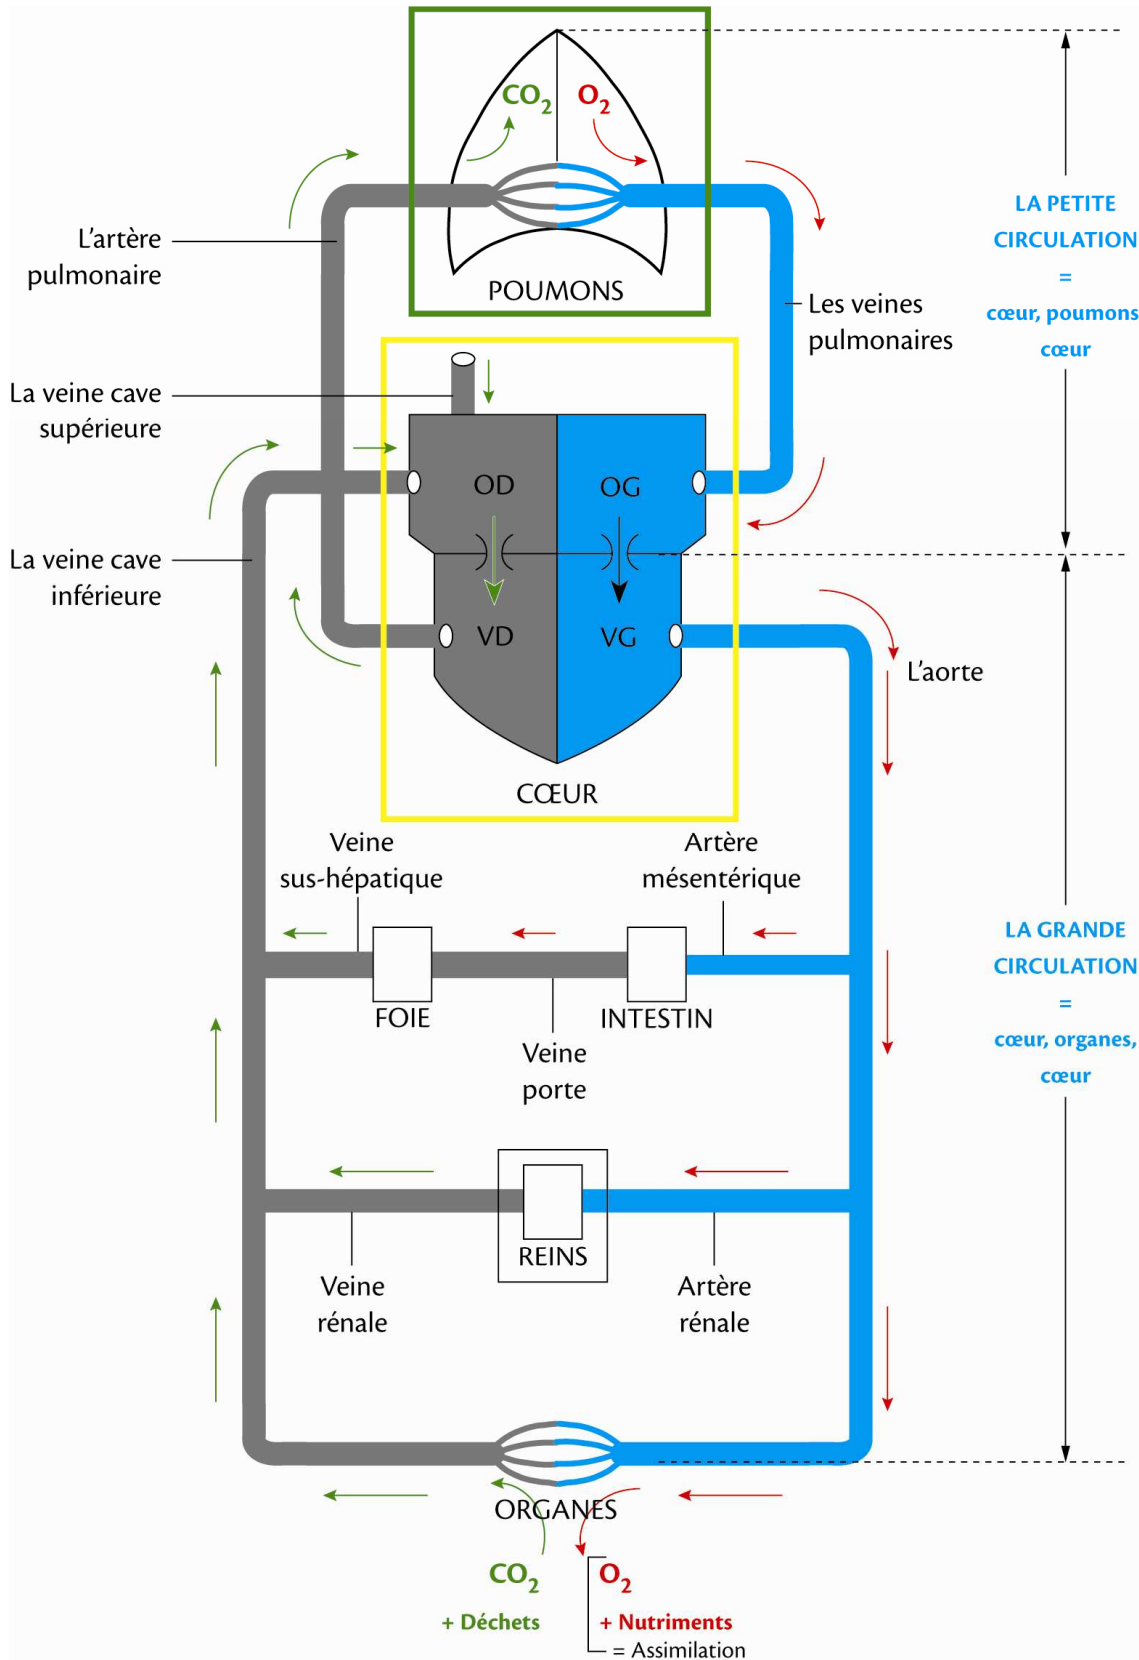 CO2
O2
L'artère
pulmonaire
POUMONS
LA PETITE
CIRCULATION
=
cœur, poumons
cœur
Les veines
pulmonaires
La veine cave
supérieure
OD
OG
La veine cave
inférieure
VD
VG
L'aorte
CŒUR
Veine
sus-hépatique
Artère
mésentérique
LA GRANDE
CIRCULATION
=
cœur, organes,
cœur
FOIE
INTESTIN
Veine
porte
REINS
Veine
rénale
Artère
rénale
ORGANES
CO2
+ Déchets
O2
+ Nutriments
= Assimilation